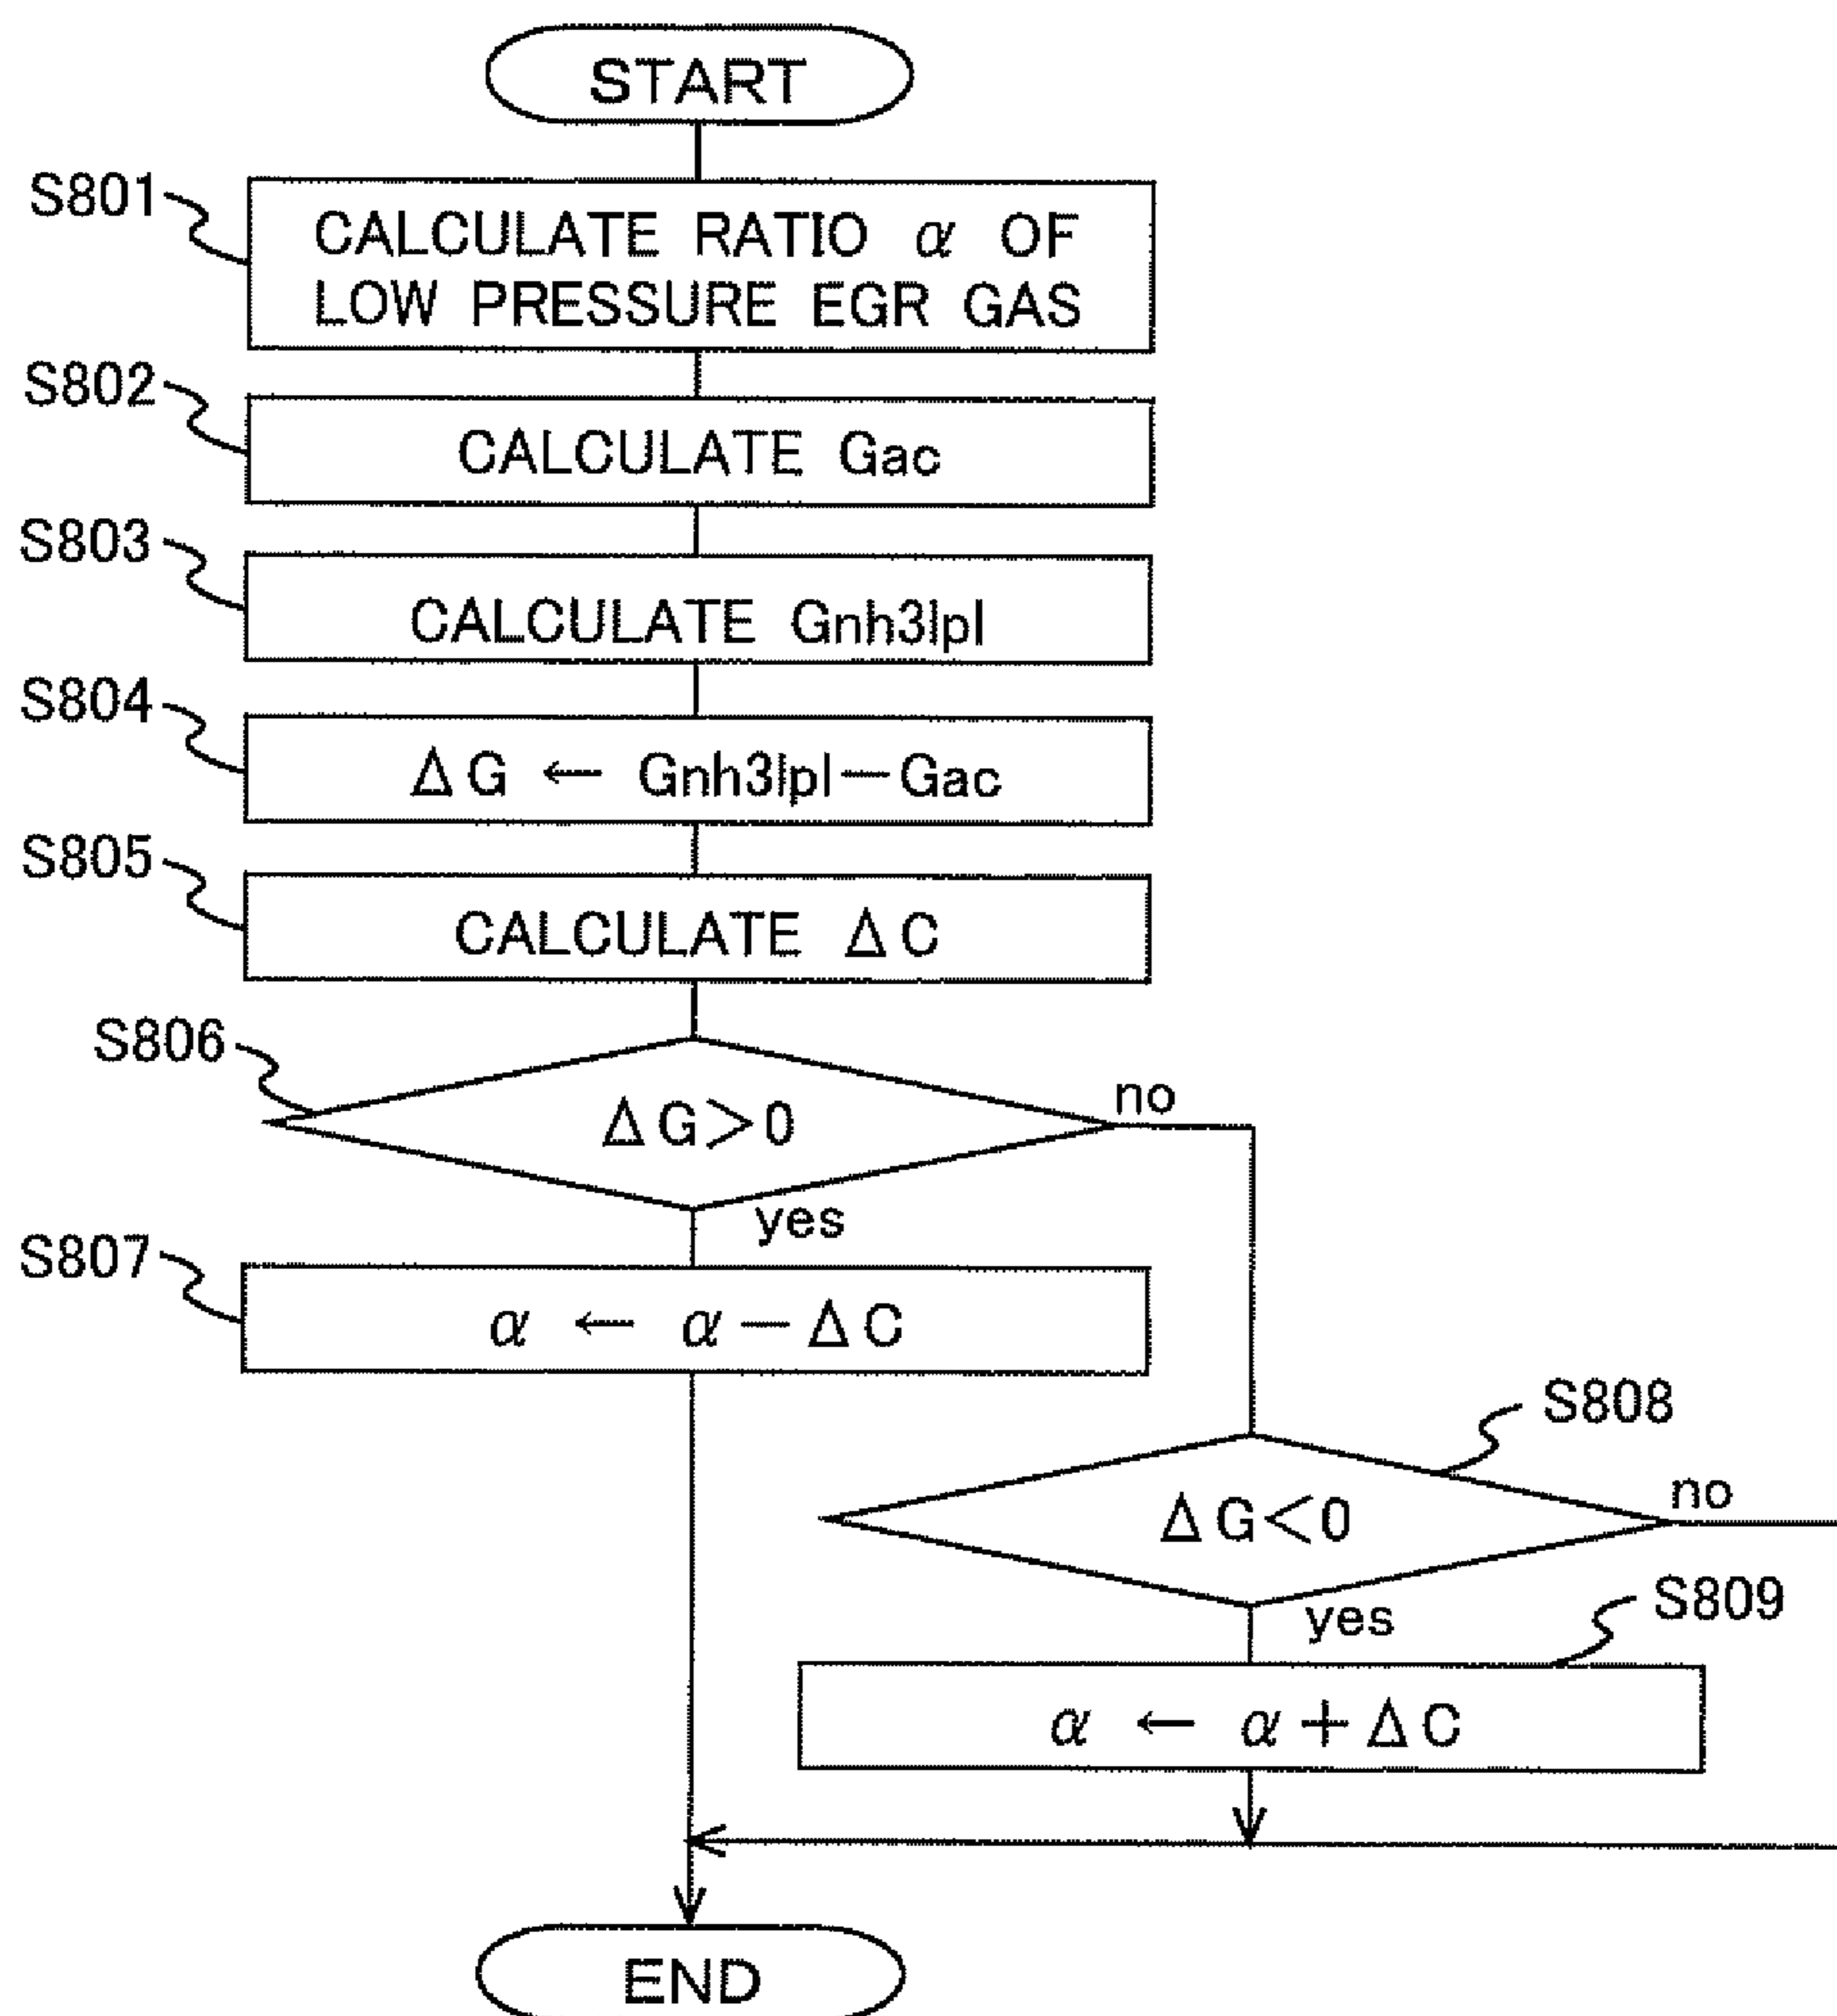 START
S801
CALCULATE RATIO α OF
LOW PRESSURE EGR GAS
S802
CALCULATE Gac
S803
CALCULATE Gnh3lpl
S804
ΔG ← Gnh3lpl-Gac
S805
CALCULATE ΔC
S806
ΔG>0
no
yes
S807
α ← α-ΔC
S808
ΔG<0
no
yes
S809
α ← α+ΔC
END